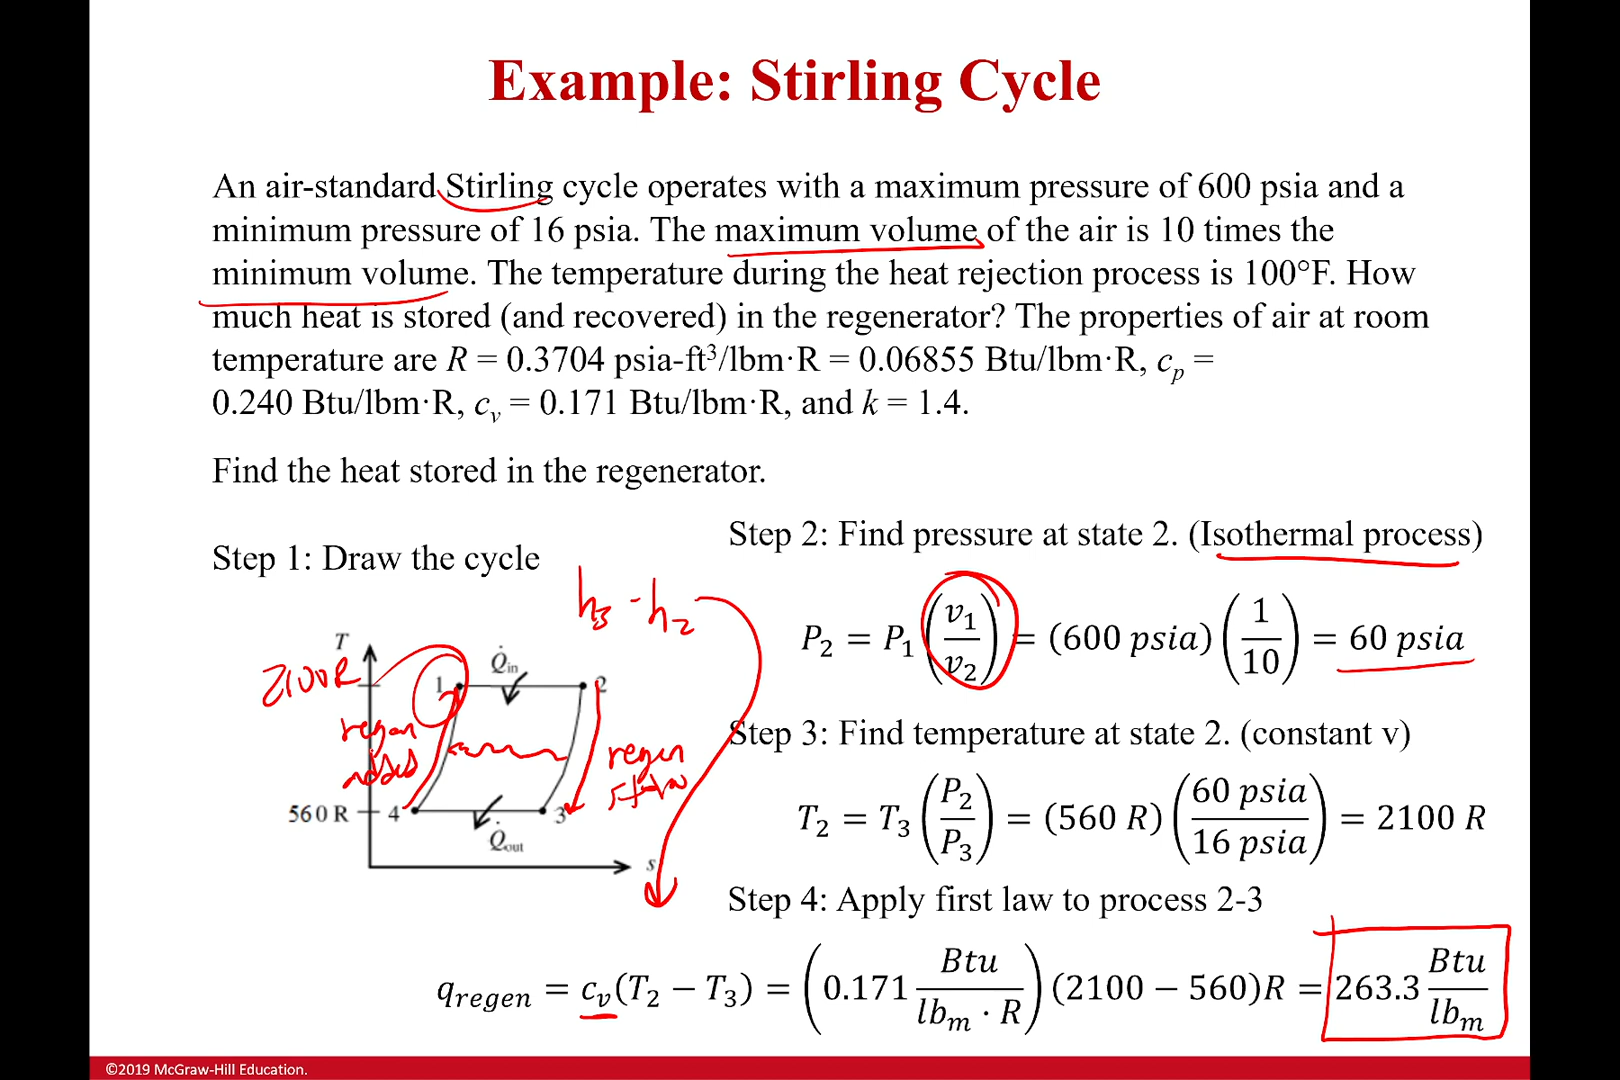 Example: Stirling Cycle
An air-standard Stirling cycle operates with a maximum pressure of 600 psia and a
minimum pressure of 16 psia. The maximum volume of the air is 10 times the
minimum volume. The temperature during the heat rejection process is 100°F. How
much heat is stored (and recovered) in the regenerator? The properties of air at room
temperature are R = 0.3704 psia-ft³/lbm·R = 0.06855 Btu/lbm·R, cₚ =
0.240 Btu/lbm·R, cᵥ = 0.171 Btu/lbm·R, and k = 1.4.
Find the heat stored in the regenerator.
Step 1: Draw the cycle
h₃ - h₂
T
2100R
Q̇in
1
2
regen
adds
regen
560 R
4
3
Q̇out
s
Step 2: Find pressure at state 2. (Isothermal process)
P₂ = P₁ (v₁/v₂) = (600 psia) (1/10) = 60 psia
Step 3: Find temperature at state 2. (constant v)
T₂ = T₃ (P₂/P₃) = (560 R) (60 psia/16 psia) = 2100 R
Step 4: Apply first law to process 2-3
q_regen = cᵥ(T₂ − T₃) = (0.171 Btu/lbₘ · R) (2100 − 560)R = 263.3 Btu/lbₘ
©2019 McGraw-Hill Education.